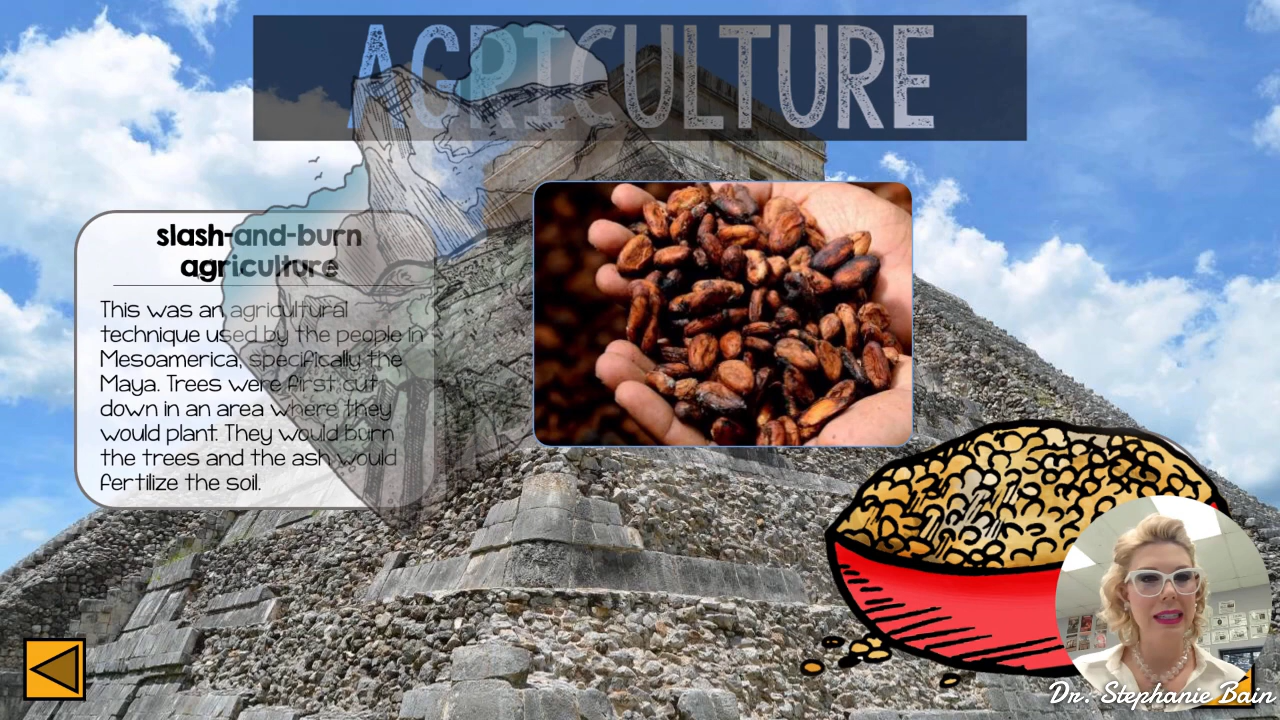 AGRICULTURE
slash-and-burn
agriculture
This was an agricultural
technique used by the people in
Mesoamerica, specifically the
Maya. Trees were first cut
down in an area where they
would plant. They would burn
the trees and the ash would
fertilize the soil.
Dr. Stephanie Bain